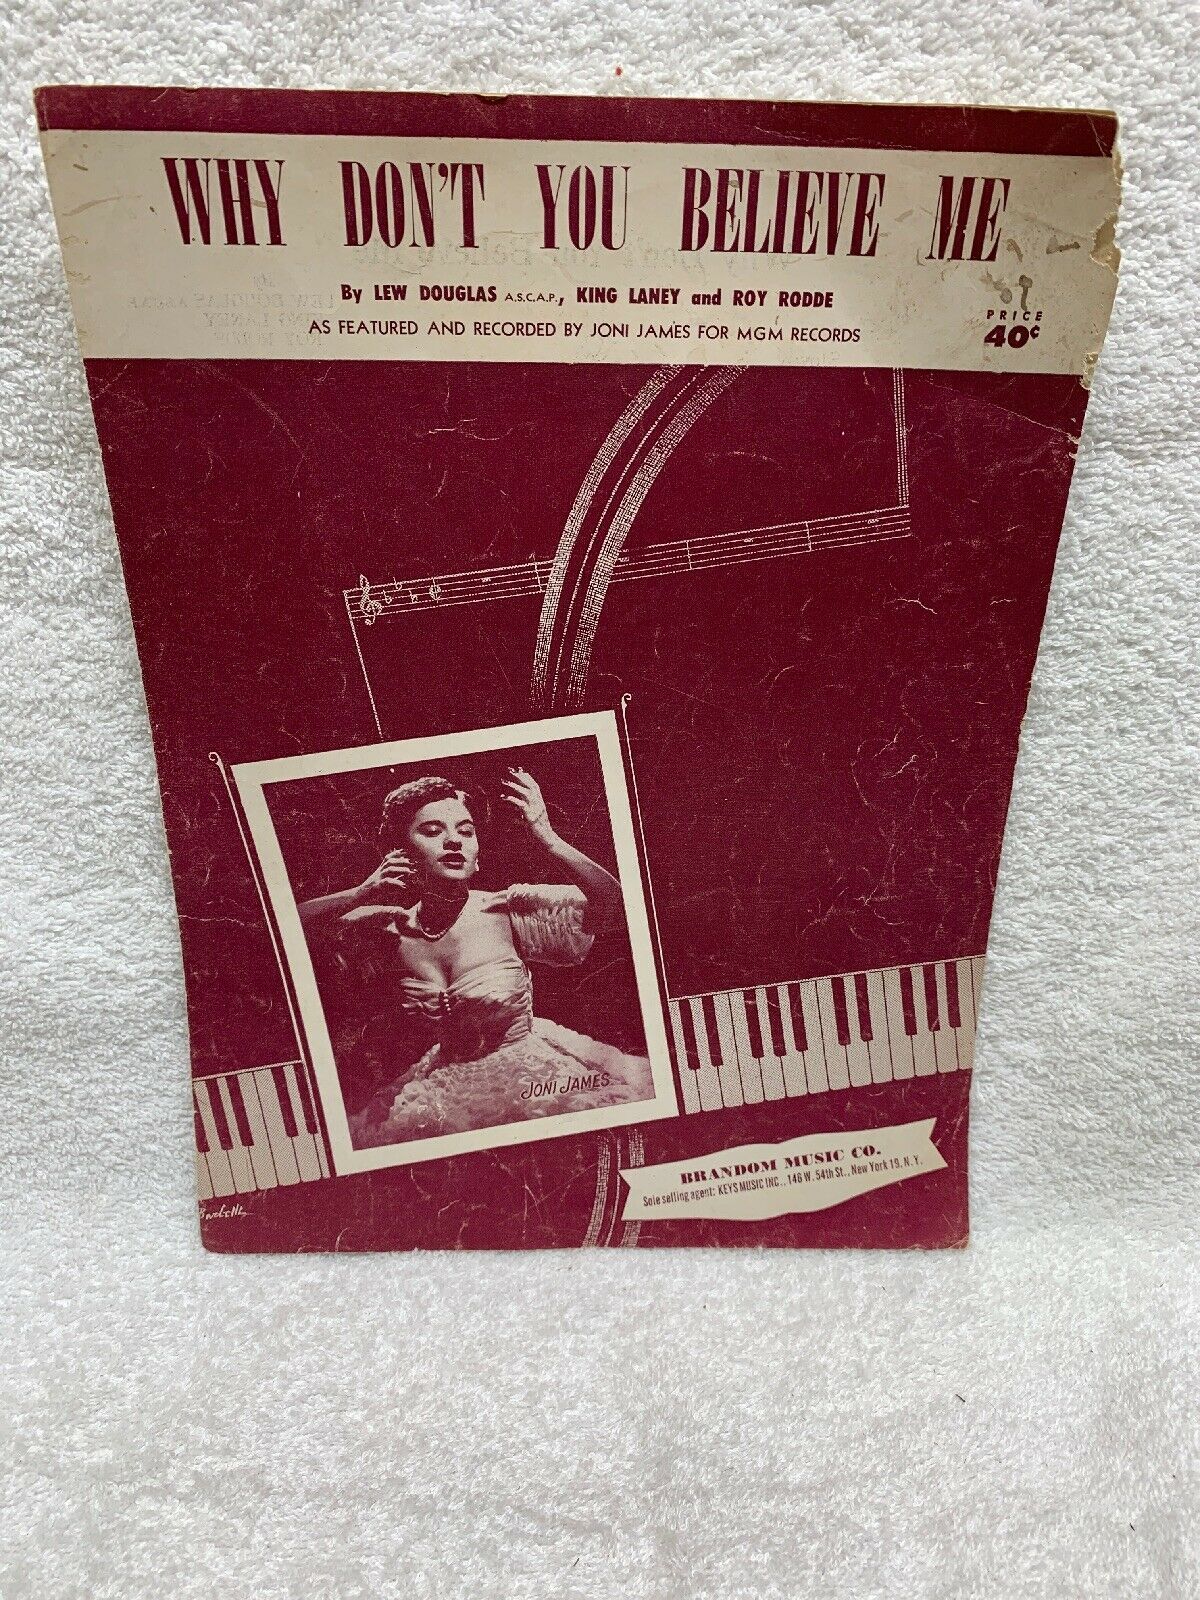 WHY DON'T YOU BELIEVE ME
By LEW DOUGLAS A.S.C.A.P., KING LANEY and ROY RODDE
AS FEATURED AND RECORDED BY JONI JAMES FOR MGM RECORDS
PRICE
40¢
JONI JAMES
BRANDOM MUSIC CO.
Sole selling agent: KEYS MUSIC INC., 146 W. 54th St., New York 19, N.Y.